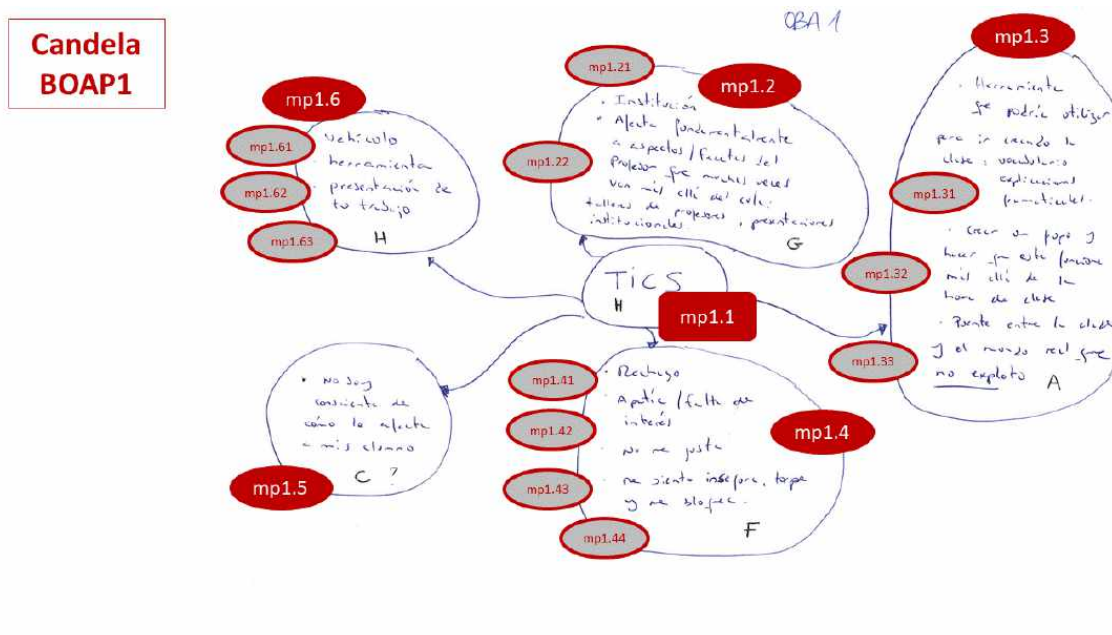 Candela
BOAP1
OBA 1
mp1.6
mp1.61
mp1.62
mp1.63
vehículo
· herramienta
· presentación de
tu trabajo
H
mp1.21
mp1.2
mp1.22
· Institución
· Afecta fundamentalmente
a aspectos/facetas del
profesor que muchas veces
van más allá del cole:
talleres de profesores, presentaciones
institucionales
G
mp1.3
mp1.31
mp1.32
mp1.33
· Herramienta
que podría utilizar
para ir creando la
clase: vocabulario
explicaciones
gramaticales.
· Crear un grupo y
hacer que este funcione
más allá de la
hora de clase
· Puente entre la clase
y el mundo real que
no exploto
A
TICS
H
mp1.1
mp1.41
mp1.42
mp1.43
mp1.44
mp1.4
· Rechazo
· Apatía/falta de
interés
· No me gusta
· me siento insegura, torpe
y me bloqueo.
F
mp1.5
· No soy
consciente de
cómo le afecta
a mis alumno
C ?